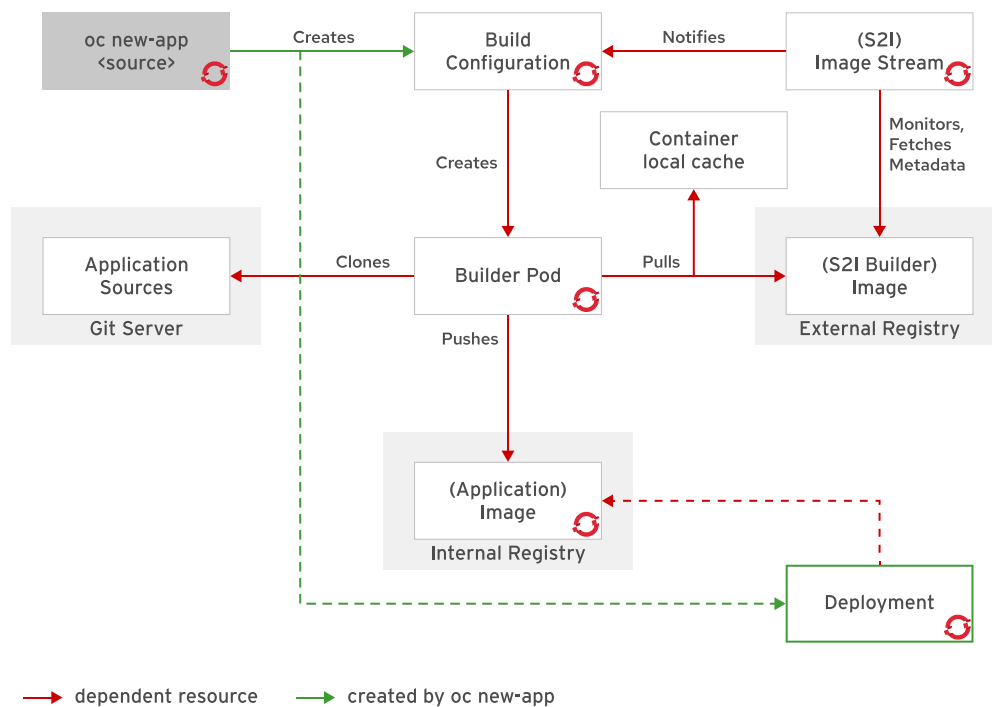 oc new-app
<source>
Creates
Build
Configuration
Notifies
(S2I)
Image Stream
Monitors,
Fetches
Metadata
Container
local cache
Creates
Application
Sources
Git Server
Clones
Builder Pod
Pulls
(S2I Builder)
Image
External Registry
Pushes
(Application)
Image
Internal Registry
Deployment
dependent resource
created by oc new-app